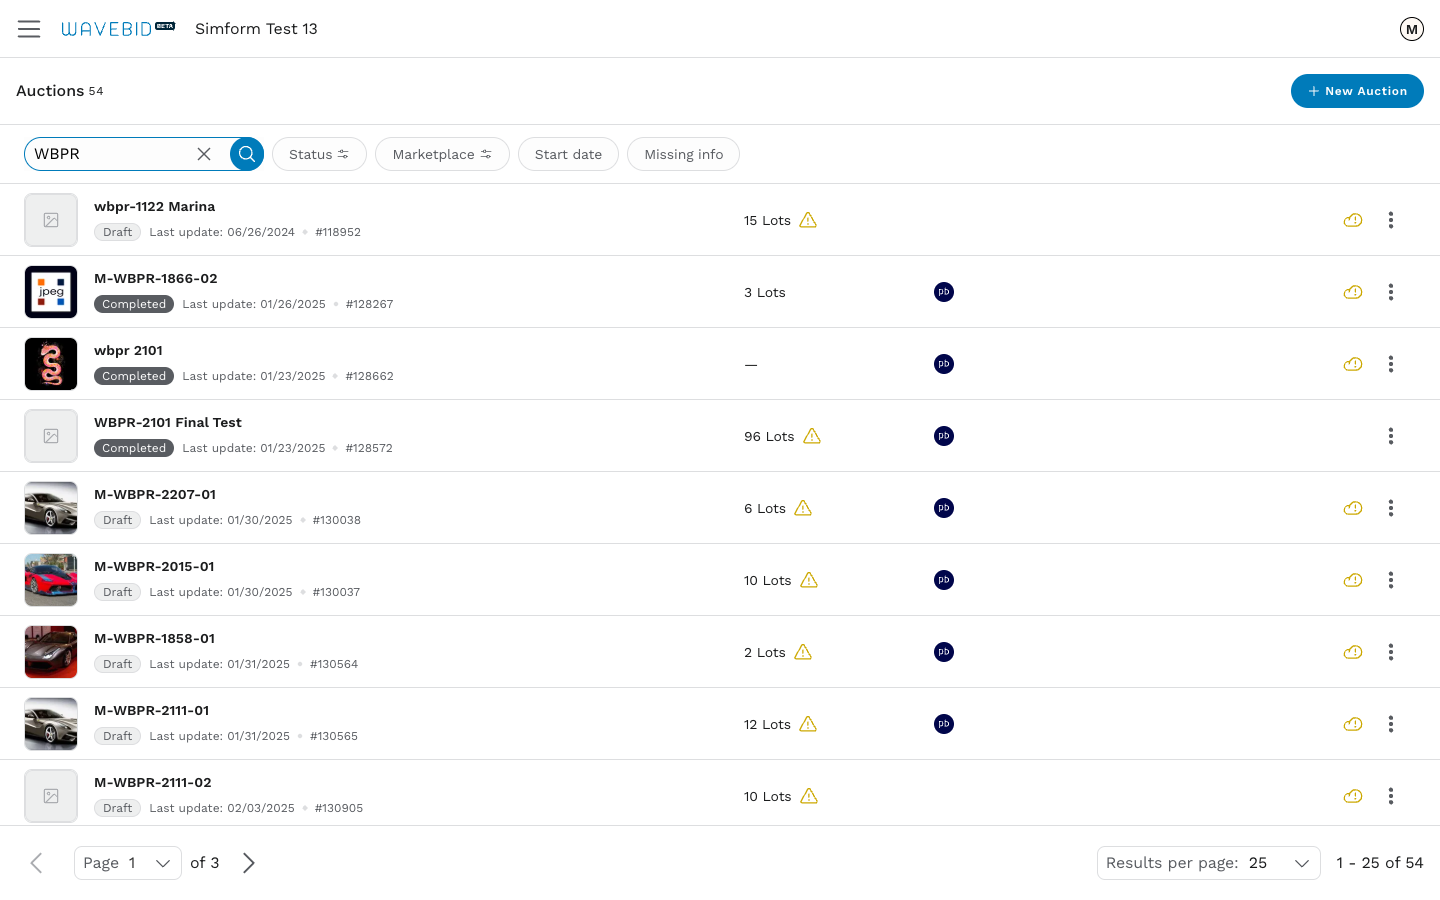 WAVEBID BETA Simform Test 13 M
Auctions 54 + New Auction
WBPR Status Marketplace Start date Missing info
wbpr-1122 Marina
Draft Last update: 06/26/2024 • #118952 15 Lots
M-WBPR-1866-02
jpeg Completed Last update: 01/26/2025 • #128267 3 Lots pb
wbpr 2101
Completed Last update: 01/23/2025 • #128662 — pb
WBPR-2101 Final Test
Completed Last update: 01/23/2025 • #128572 96 Lots pb
M-WBPR-2207-01
Draft Last update: 01/30/2025 • #130038 6 Lots pb
M-WBPR-2015-01
Draft Last update: 01/30/2025 • #130037 10 Lots pb
M-WBPR-1858-01
Draft Last update: 01/31/2025 • #130564 2 Lots pb
M-WBPR-2111-01
Draft Last update: 01/31/2025 • #130565 12 Lots pb
M-WBPR-2111-02
Draft Last update: 02/03/2025 • #130905 10 Lots
Page 1 of 3 Results per page: 25 1 - 25 of 54